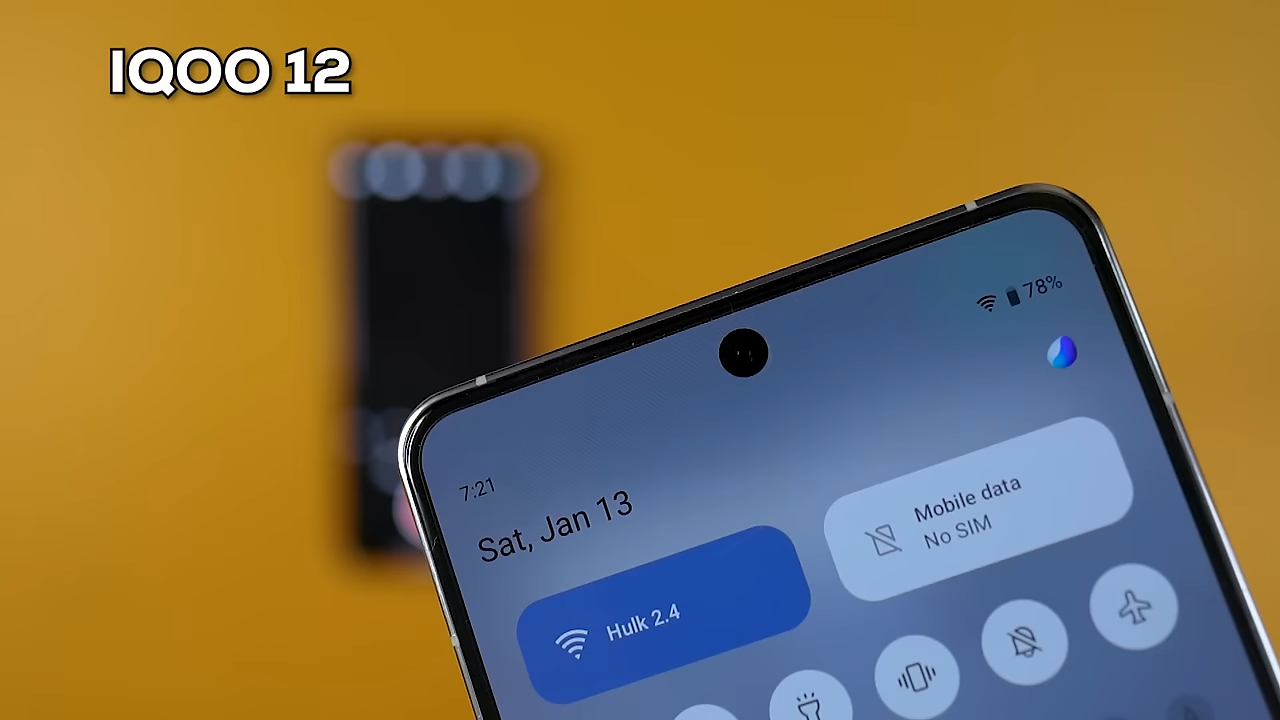 IQOO 12
78%
7:21
Sat, Jan 13
Mobile data
No SIM
Hulk 2.4